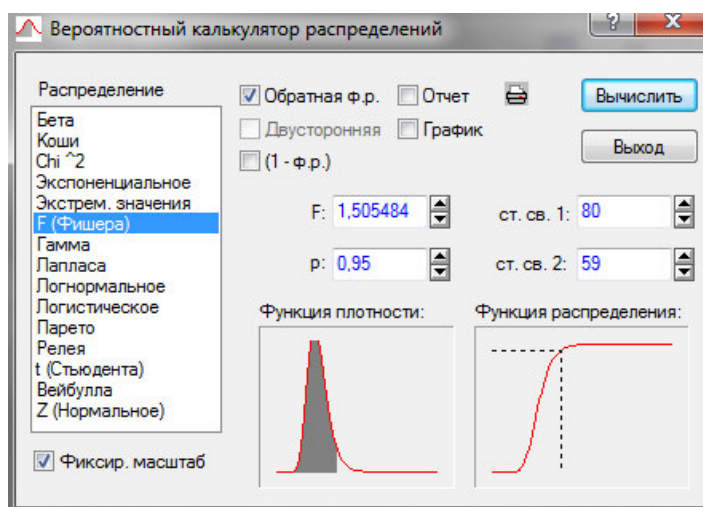 Вероятностный калькулятор распределений
Распределение
Бета
Коши
Chi ^2
Экспоненциальное
Экстрем. значения
F (Фишера)
Гамма
Лапласа
Логнормальное
Логистическое
Парето
Релея
t (Стьюдента)
Вейбулла
Z (Нормальное)
Фиксир. масштаб
Обратная ф.р.
Отчет
Двусторонняя
График
(1 - ф.р.)
Вычислить
Выход
F: 1,505484
ст. св. 1: 80
p: 0,95
ст. св. 2: 59
Функция плотности:
Функция распределения: